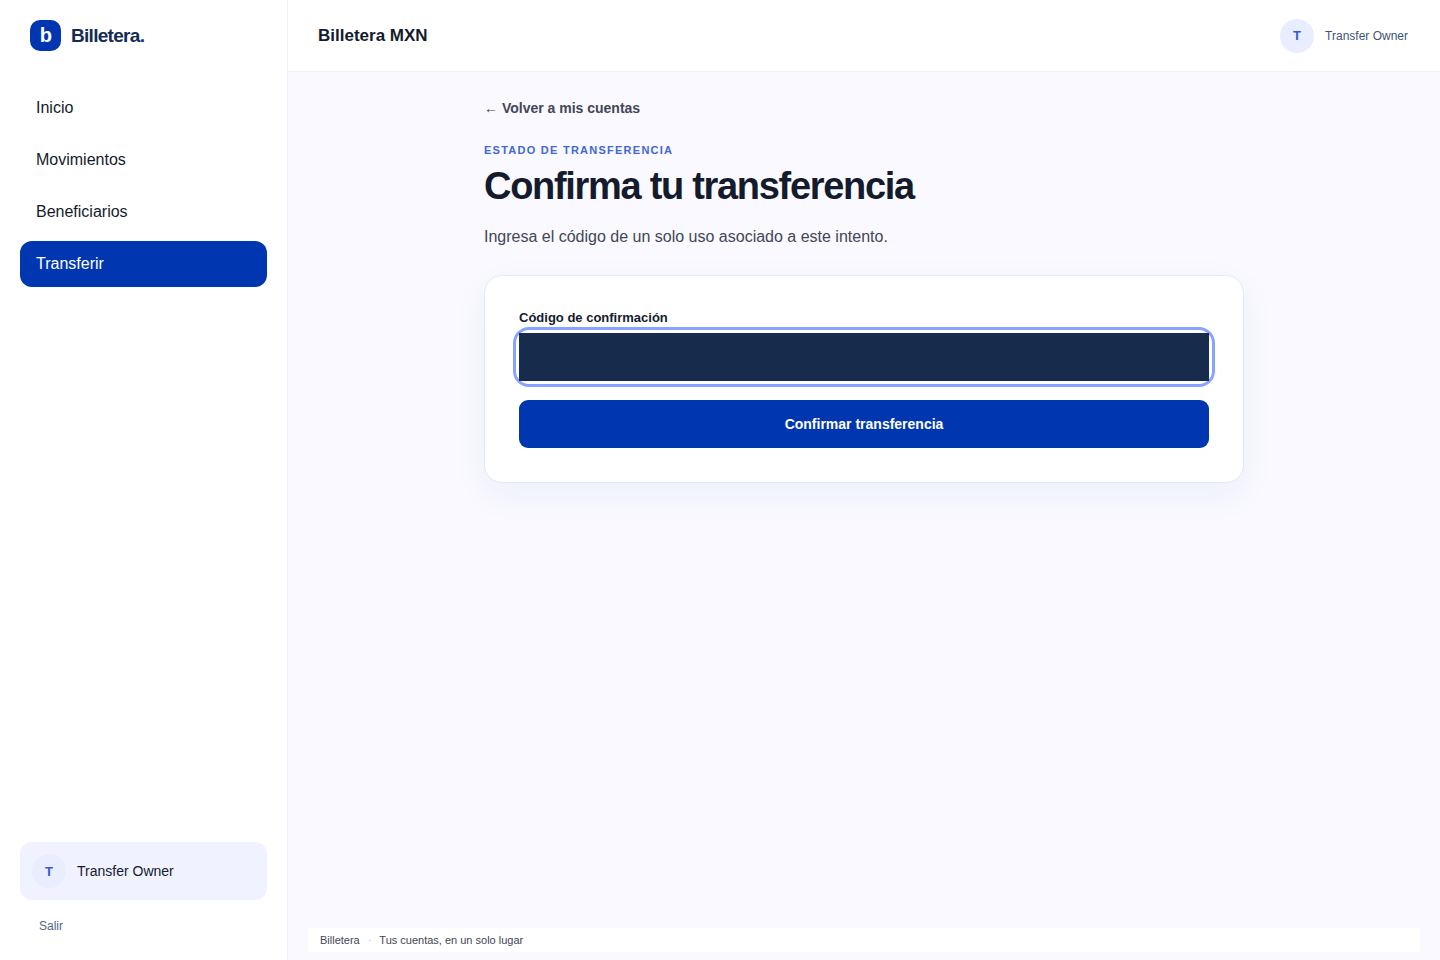 b Billetera.
Inicio
Movimientos
Beneficiarios
Transferir
T Transfer Owner
Salir
Billetera MXN
T Transfer Owner
← Volver a mis cuentas
ESTADO DE TRANSFERENCIA
Confirma tu transferencia
Ingresa el código de un solo uso asociado a este intento.
Código de confirmación
Confirmar transferencia
Billetera · Tus cuentas, en un solo lugar